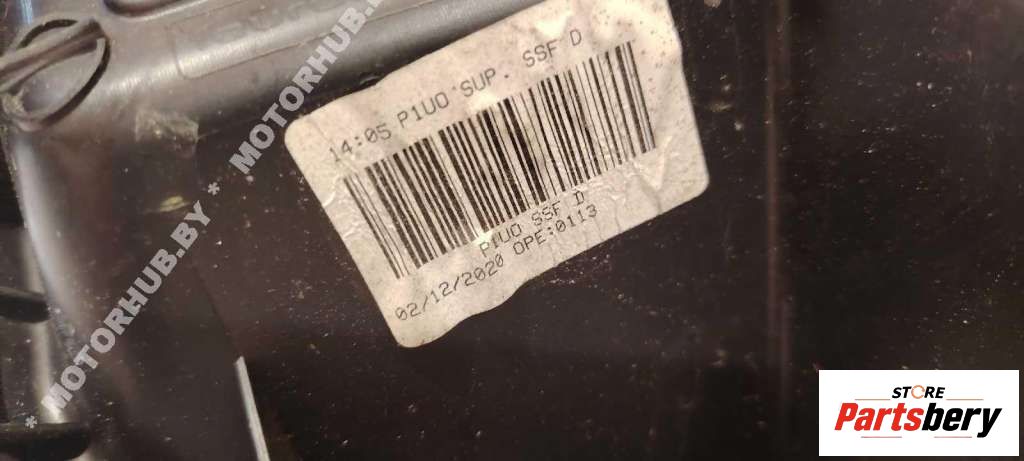 14:05 P1UO SUP. SSF D
P1UO SSF D
02/12/2020 OPE:0113
* MOTORHUB.BY * MOTORHUB.BY
STORE
Partsbery